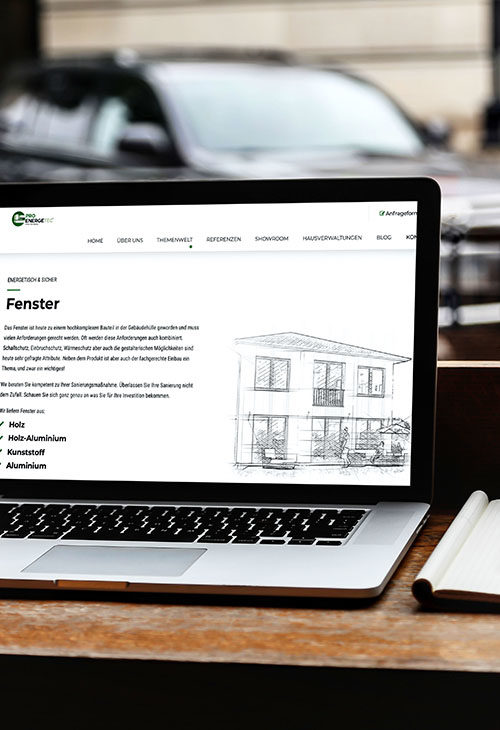 PRO
ENERGETEC
Anfrageform
HOME ÜBER UNS THEMENWELT REFERENZEN SHOWROOM HAUSVERWALTUNGEN BLOG KON
ENERGETISCH & SICHER
Fenster
Das Fenster ist heute zu einem hochkomplexen Bauteil in der Gebäudehülle geworden und muss
vielen Anforderungen gerecht werden. Oft werden diese Anforderungen auch kombiniert.
Schallschutz, Einbruchschutz, Wärmeschutz aber auch die gestalterischen Möglichkeiten sind
heute sehr gefragte Attribute. Neben dem Produkt ist aber auch der fachgerechte Einbau ein
Thema, und zwar ein wichtiges!
Wir beraten Sie kompetent zu Ihrer Sanierungsmaßnahme. Überlassen Sie Ihre Sanierung nicht
dem Zufall. Schauen Sie sich ganz genau an was Sie für Ihre Investition bekommen.
Wir liefern Fenster aus:
Holz
Holz-Aluminium
Kunststoff
Aluminium